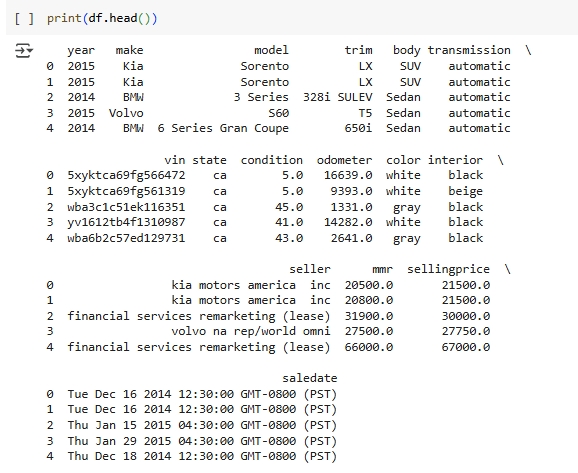 [ ] print(df.head())
year make model trim body transmission \
0 2015 Kia Sorento LX SUV automatic
1 2015 Kia Sorento LX SUV automatic
2 2014 BMW 3 Series 328i SULEV Sedan automatic
3 2015 Volvo S60 T5 Sedan automatic
4 2014 BMW 6 Series Gran Coupe 650i Sedan automatic
vin state condition odometer color interior \
0 5xyktca69fg566472 ca 5.0 16639.0 white black
1 5xyktca69fg561319 ca 5.0 9393.0 white beige
2 wba3c1c51ek116351 ca 45.0 1331.0 gray black
3 yv1612tb4f1310987 ca 41.0 14282.0 white black
4 wba6b2c57ed129731 ca 43.0 2641.0 gray black
seller mmr sellingprice \
0 kia motors america inc 20500.0 21500.0
1 kia motors america inc 20800.0 21500.0
2 financial services remarketing (lease) 31900.0 30000.0
3 volvo na rep/world omni 27500.0 27750.0
4 financial services remarketing (lease) 66000.0 67000.0
saledate
0 Tue Dec 16 2014 12:30:00 GMT-0800 (PST)
1 Tue Dec 16 2014 12:30:00 GMT-0800 (PST)
2 Thu Jan 15 2015 04:30:00 GMT-0800 (PST)
3 Thu Jan 29 2015 04:30:00 GMT-0800 (PST)
4 Thu Dec 18 2014 12:30:00 GMT-0800 (PST)